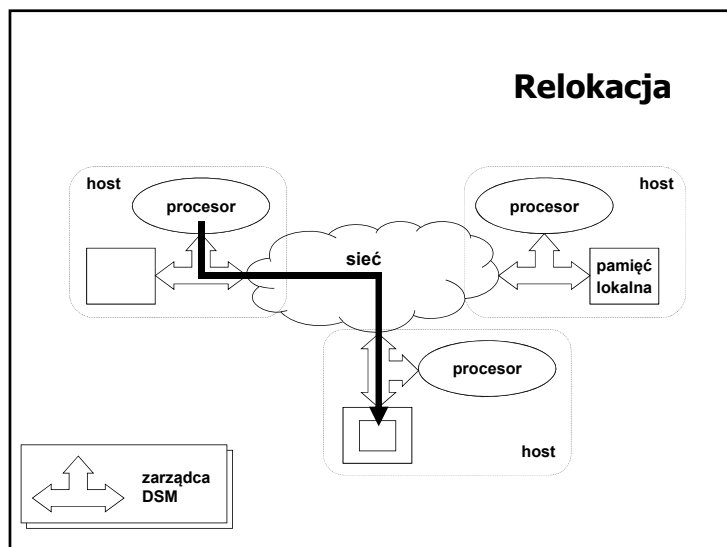 Relokacja
host
procesor
sieć
procesor
host
pamięć
lokalna
procesor
host
zarządca
DSM